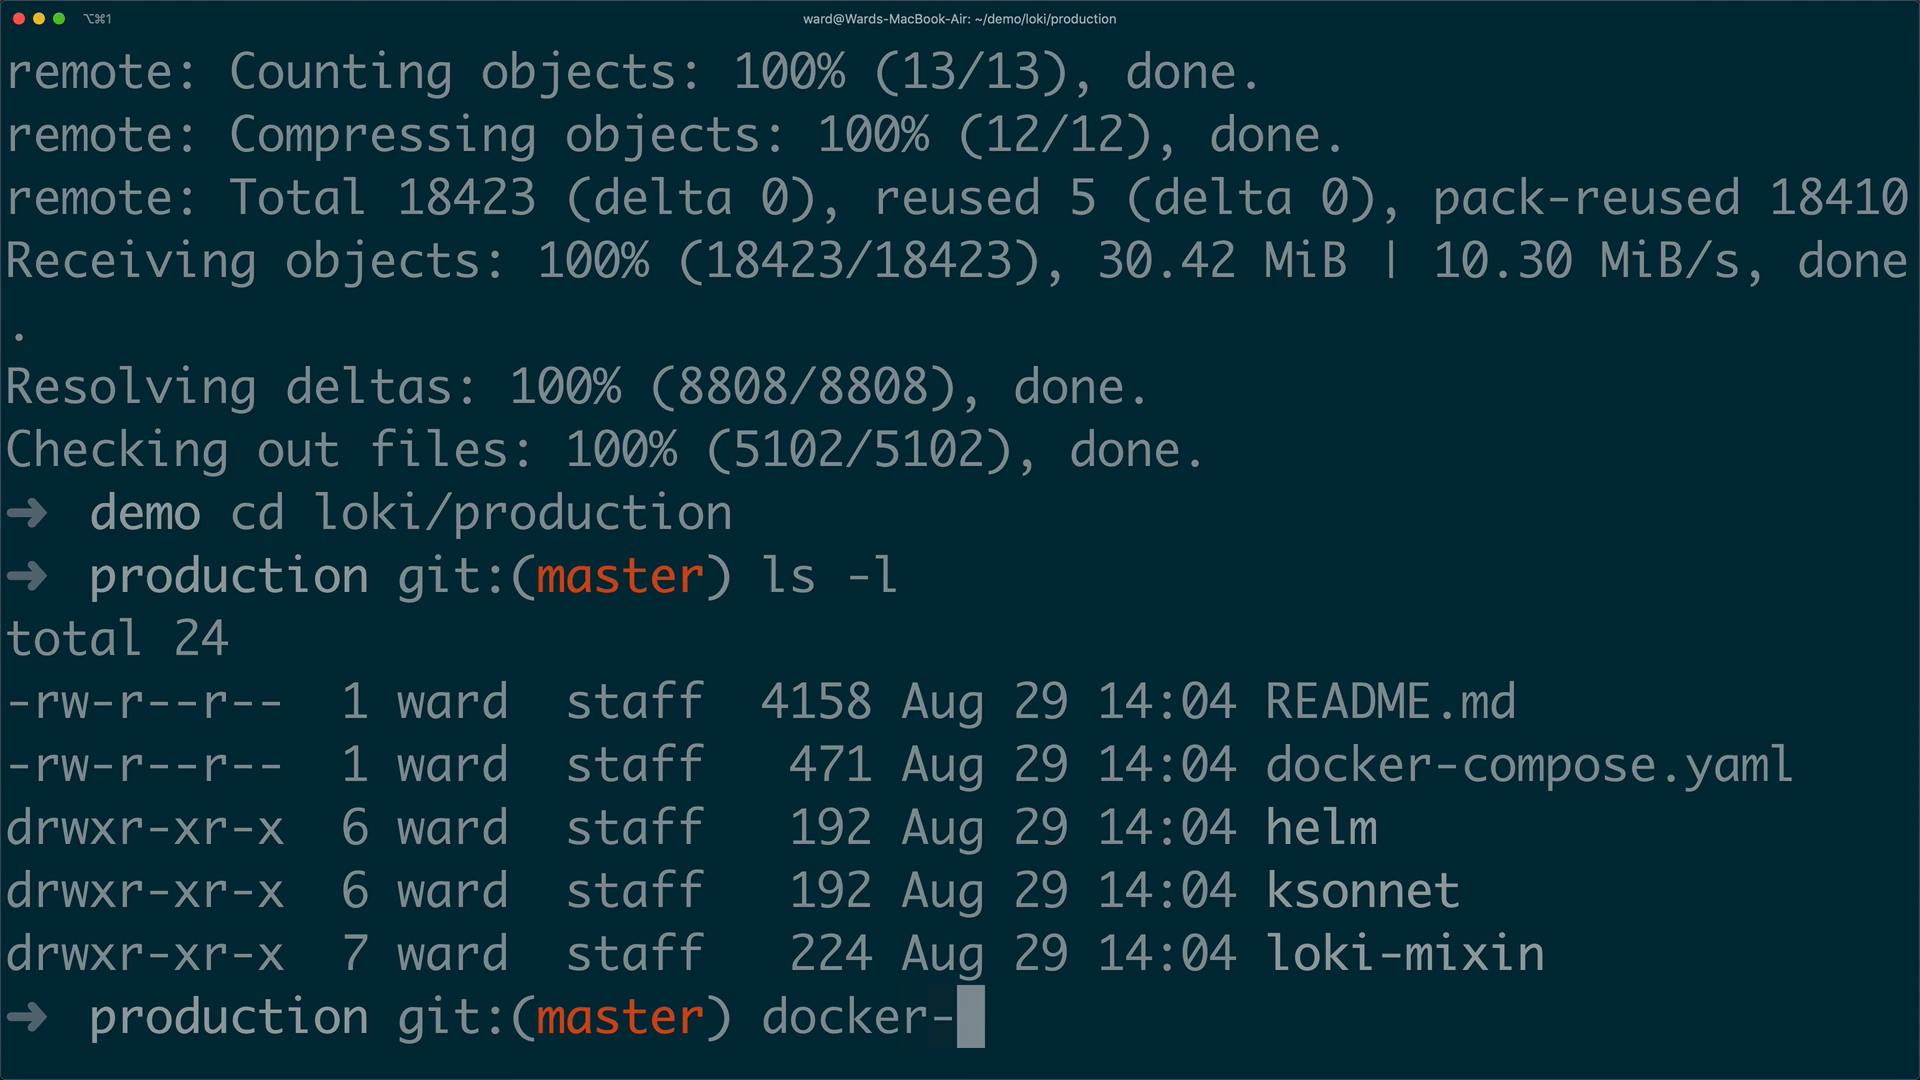 ⌥⌘1
ward@Wards-MacBook-Air: ~/demo/loki/production
remote: Counting objects: 100% (13/13), done.
remote: Compressing objects: 100% (12/12), done.
remote: Total 18423 (delta 0), reused 5 (delta 0), pack-reused 18410
Receiving objects: 100% (18423/18423), 30.42 MiB | 10.30 MiB/s, done
.
Resolving deltas: 100% (8808/8808), done.
Checking out files: 100% (5102/5102), done.
➜  demo cd loki/production
➜  production git:(master) ls -l
total 24
-rw-r--r--  1 ward  staff  4158 Aug 29 14:04 README.md
-rw-r--r--  1 ward  staff   471 Aug 29 14:04 docker-compose.yaml
drwxr-xr-x  6 ward  staff   192 Aug 29 14:04 helm
drwxr-xr-x  6 ward  staff   192 Aug 29 14:04 ksonnet
drwxr-xr-x  7 ward  staff   224 Aug 29 14:04 loki-mixin
➜  production git:(master) docker-